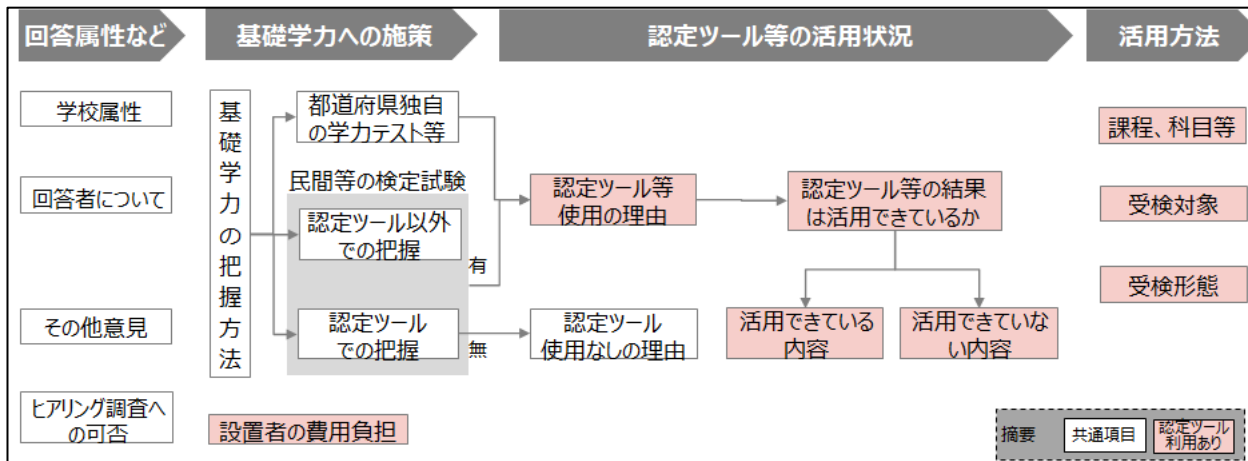 回答属性など
基礎学力への施策
認定ツール等の活用状況
活用方法
学校属性
回答者について
その他意見
ヒアリング調査へ
の可否
基礎学力の把握方法
都道府県独自
の学力テスト等
民間等の検定試験
認定ツール以外
での把握
有
認定ツール
での把握
無
設置者の費用負担
認定ツール等
使用の理由
認定ツール
使用なしの理由
認定ツール等の結果
は活用できているか
活用できている
内容
活用できていな
い内容
課程、科目等
受検対象
受検形態
摘要
共通項目
認定ツール
利用あり